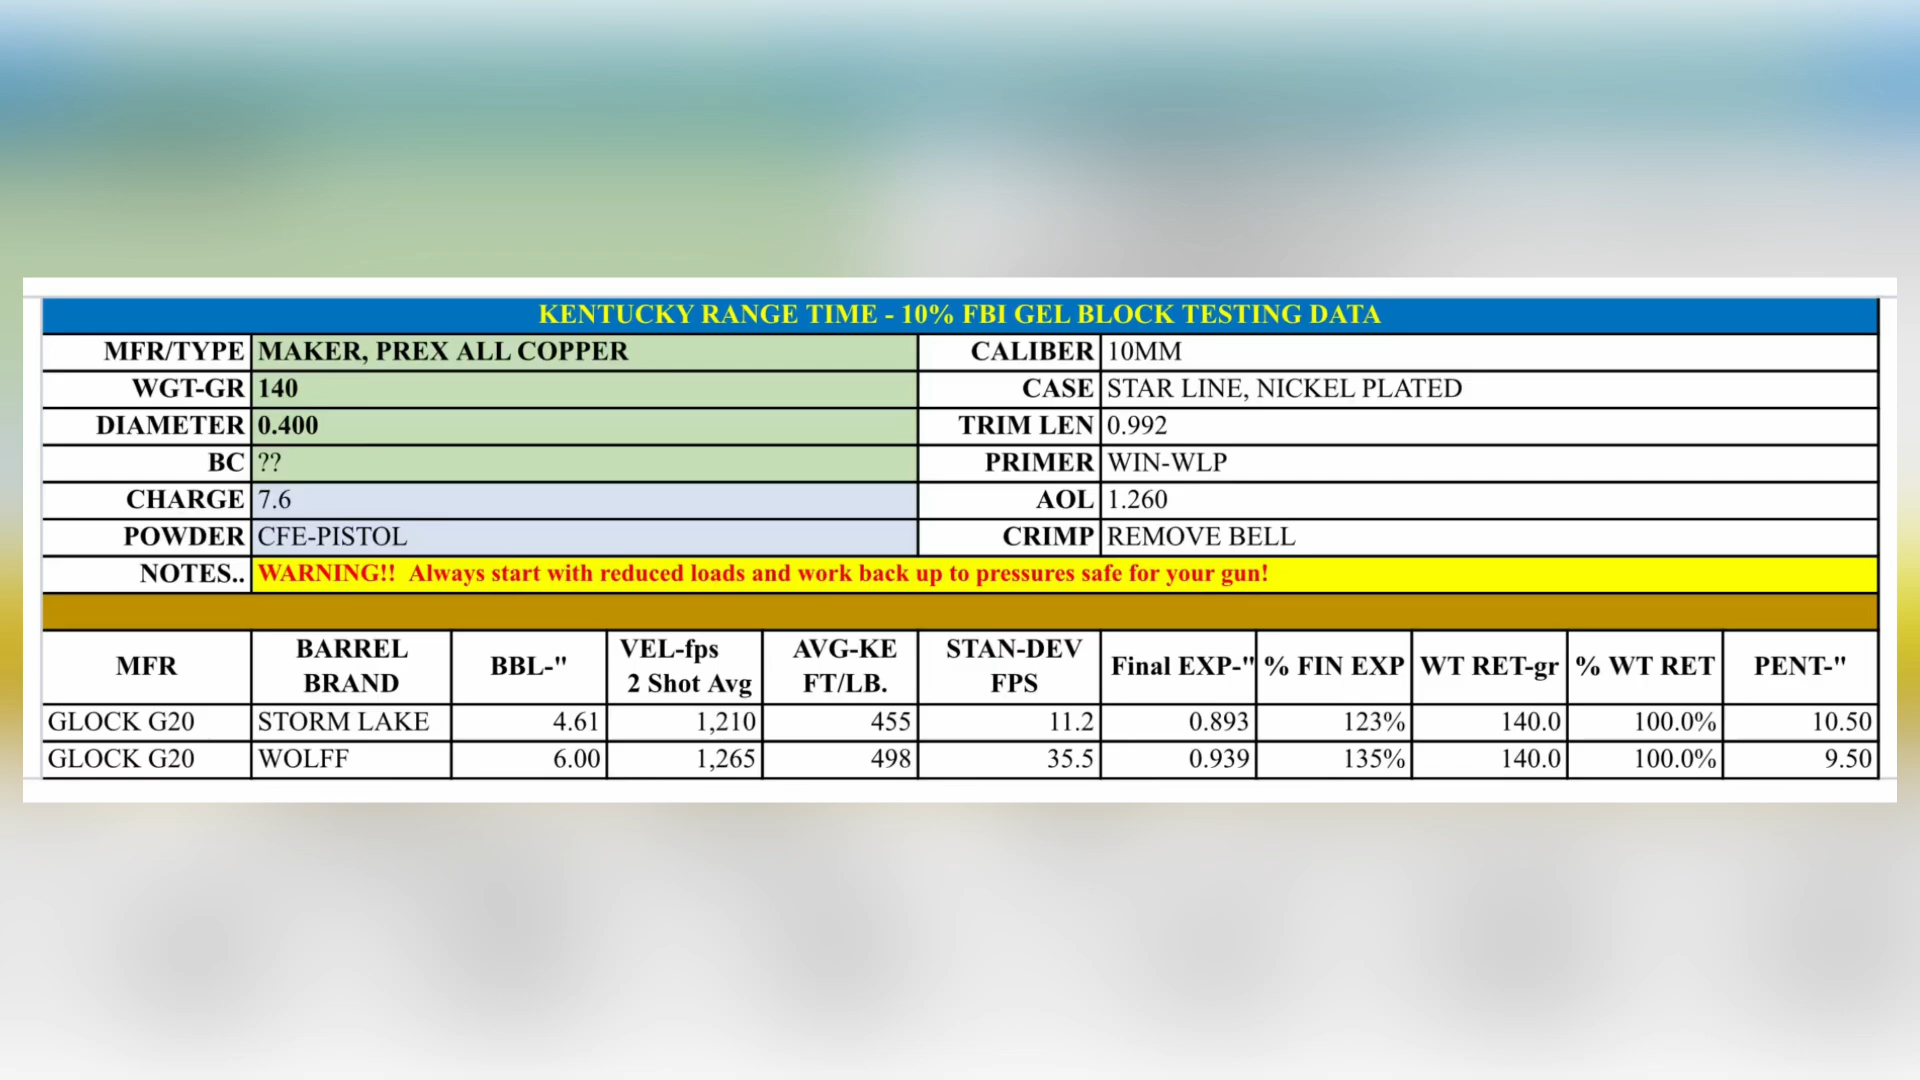 KENTUCKY RANGE TIME - 10% FBI GEL BLOCK TESTING DATA
MFR/TYPE MAKER, PREX ALL COPPER CALIBER 10MM
WGT-GR 140 CASE STAR LINE, NICKEL PLATED
DIAMETER 0.400 TRIM LEN 0.992
BC ?? PRIMER WIN-WLP
CHARGE 7.6 AOL 1.260
POWDER CFE-PISTOL CRIMP REMOVE BELL
NOTES.. WARNING!! Always start with reduced loads and work back up to pressures safe for your gun!
MFR BARREL BRAND BBL-" VEL-fps 2 Shot Avg AVG-KE FT/LB. STAN-DEV FPS Final EXP-" % FIN EXP WT RET-gr % WT RET PENT-"
GLOCK G20 STORM LAKE 4.61 1,210 455 11.2 0.893 123% 140.0 100.0% 10.50
GLOCK G20 WOLFF 6.00 1,265 498 35.5 0.939 135% 140.0 100.0% 9.50